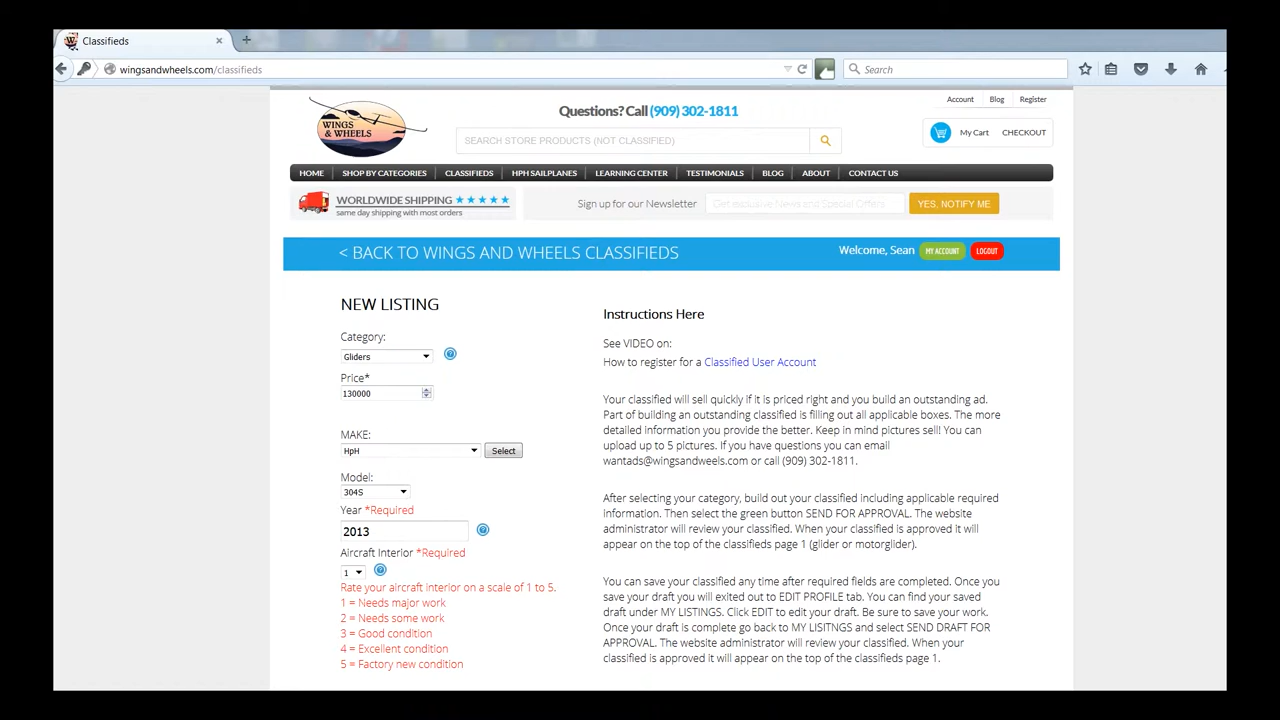 Classifieds
wingsandwheels.com/classifieds
Search
Account Blog Register
WINGS
& WHEELS
Questions? Call (909) 302-1811
SEARCH STORE PRODUCTS (NOT CLASSIFIED)
My Cart CHECKOUT
HOME SHOP BY CATEGORIES CLASSIFIEDS HPH SAILPLANES LEARNING CENTER TESTIMONIALS BLOG ABOUT CONTACT US
WORLDWIDE SHIPPING
same day shipping with most orders
Sign up for our Newsletter Get exclusive News and Special Offers YES, NOTIFY ME
< BACK TO WINGS AND WHEELS CLASSIFIEDS
Welcome, Sean MY ACCOUNT LOGOUT
NEW LISTING
Category:
Gliders
Price*
130000
MAKE:
HpH Select
Model:
304S
Year *Required
2013
Aircraft Interior *Required
1
Rate your aircraft interior on a scale of 1 to 5.
1 = Needs major work
2 = Needs some work
3 = Good condition
4 = Excellent condition
5 = Factory new condition
Instructions Here
See VIDEO on:
How to register for a Classified User Account
Your classified will sell quickly if it is priced right and you build an outstanding ad.
Part of building an outstanding classified is filling out all applicable boxes. The more
detailed information you provide the better. Keep in mind pictures sell! You can
upload up to 5 pictures. If you have questions you can email
wantads@wingsandweels.com or call (909) 302-1811.
After selecting your category, build out your classified including applicable required
information. Then select the green button SEND FOR APPROVAL. The website
administrator will review your classified. When your classified is approved it will
appear on the top of the classifieds page 1 (glider or motorglider).
You can save your classified any time after required fields are completed. Once you
save your draft you will exited out to EDIT PROFILE tab. You can find your saved
draft under MY LISTINGS. Click EDIT to edit your draft. Be sure to save your work.
Once your draft is complete go back to MY LISITNGS and select SEND DRAFT FOR
APPROVAL. The website administrator will review your classified. When your
classified is approved it will appear on the top of the classifieds page 1.